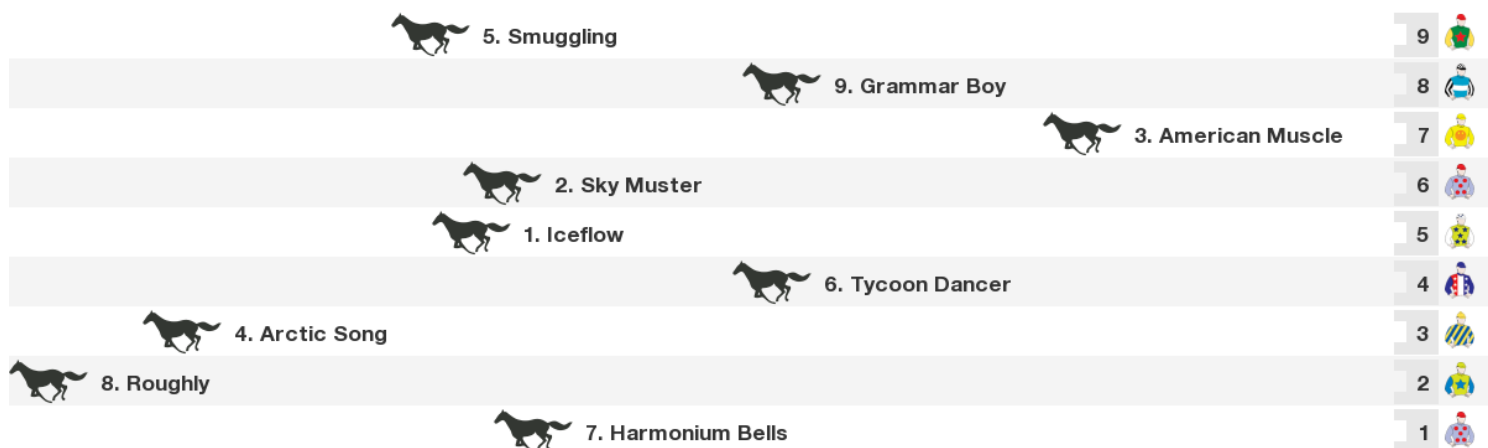 5. Smuggling 9
9. Grammar Boy 8
3. American Muscle 7
2. Sky Muster 6
1. Iceflow 5
6. Tycoon Dancer 4
4. Arctic Song 3
8. Roughly 2
7. Harmonium Bells 1